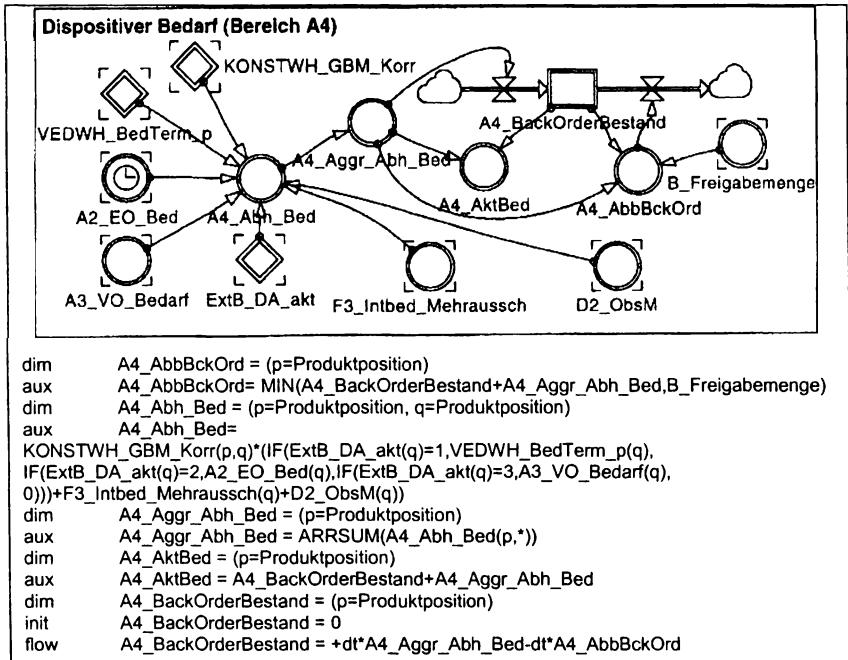 Dispositiver Bedarf (Bereich A4)
KONSTWH_GBM_Korr
VEDWH_BedTerm_p
A4_BackOrderBestand
A4_Aggr_Abh_Bed
B_Freigabemenge
A2_EO_Bed
A4_Abh_Bed
A4_AktBed
A4_AbbBckOrd
A3_VO_Bedarf
ExtB_DA_akt
F3_Intbed_Mehraussch
D2_ObsM
dim A4_AbbBckOrd = (p=Produktposition)
aux A4_AbbBckOrd= MIN(A4_BackOrderBestand+A4_Aggr_Abh_Bed,B_Freigabemenge)
dim A4_Abh_Bed = (p=Produktposition, q=Produktposition)
aux A4_Abh_Bed=
KONSTWH_GBM_Korr(p,q)*(IF(ExtB_DA_akt(q)=1,VEDWH_BedTerm_p(q),
IF(ExtB_DA_akt(q)=2,A2_EO_Bed(q),IF(ExtB_DA_akt(q)=3,A3_VO_Bedarf(q),
0)))+F3_Intbed_Mehraussch(q)+D2_ObsM(q))
dim A4_Aggr_Abh_Bed = (p=Produktposition)
aux A4_Aggr_Abh_Bed = ARRSUM(A4_Abh_Bed(p,*))
dim A4_AktBed = (p=Produktposition)
aux A4_AktBed = A4_BackOrderBestand+A4_Aggr_Abh_Bed
dim A4_BackOrderBestand = (p=Produktposition)
init A4_BackOrderBestand = 0
flow A4_BackOrderBestand = +dt*A4_Aggr_Abh_Bed-dt*A4_AbbBckOrd